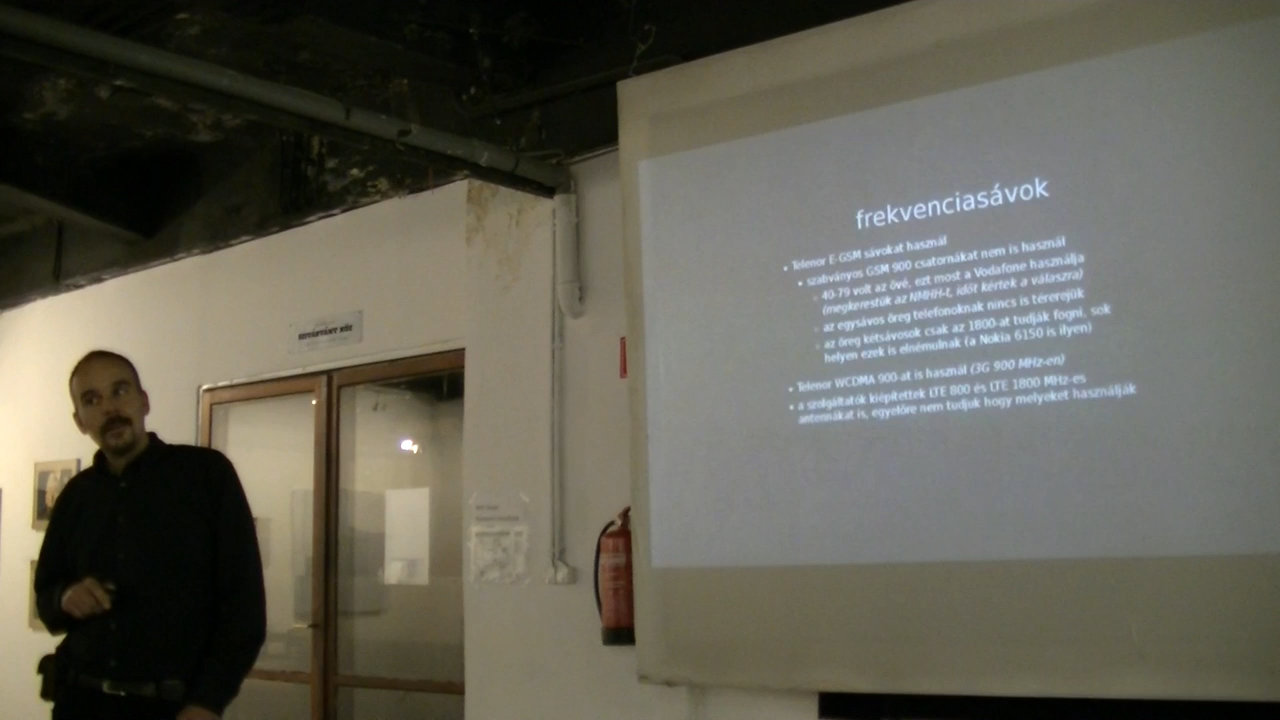 frekvenciasávok
Telenor E-GSM sávokat használ
szabványos GSM 900 csatornákat nem is használ
40-79 volt az övé, ezt most a Vodafone használja
(megkerestük az NMHH-t, időt kértek a válaszra)
az egysávos öreg telefonoknak nincs is térerejük
az öreg kétsávosok csak az 1800-at tudják fogni, sok
helyen ezek is elnémulnak (a Nokia 6150 is ilyen)
Telenor WCDMA 900-at is használ (3G 900 MHz-en)
a szolgáltatók kiépítettek LTE 800 és LTE 1800 MHz-es
antennákat is, egyelőre nem tudjuk hogy melyeket használják